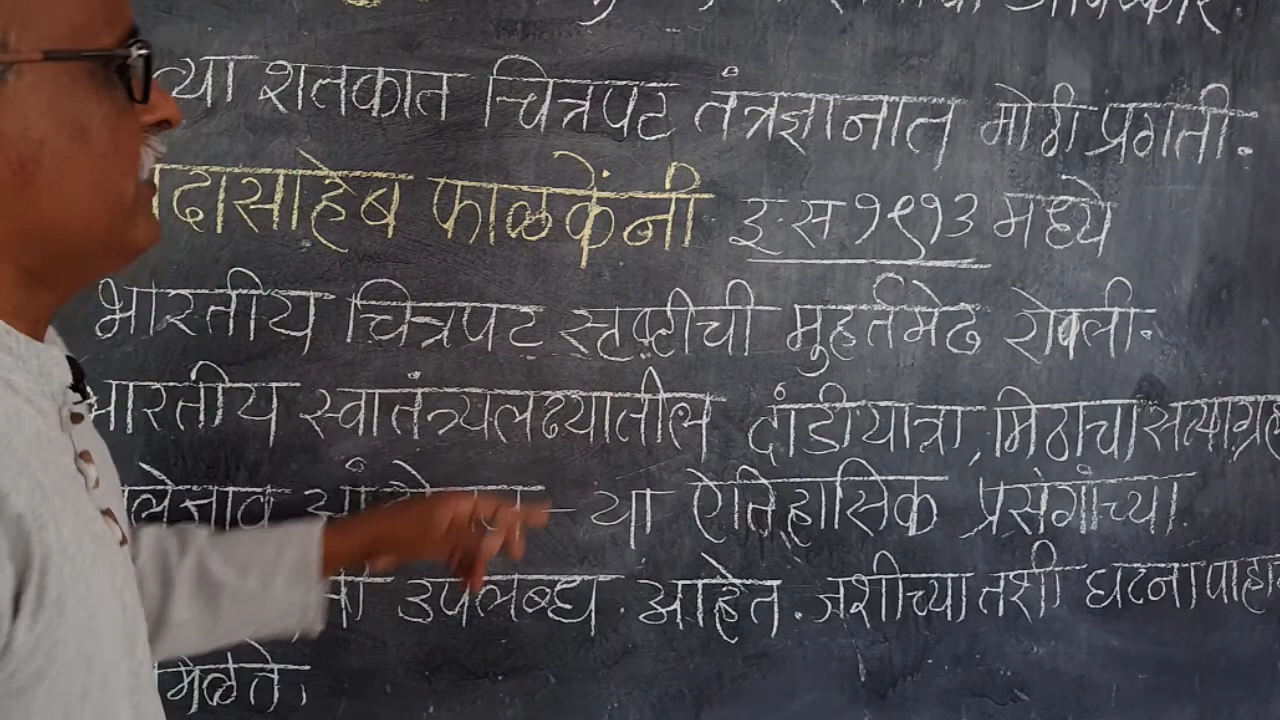 आविष्कार.
व्या शतकात चित्रपट तंत्रज्ञानात मोठी प्रगती.
दादासाहेब फाळकेंनी इ.स १९१३ मध्ये
भारतीय चित्रपट सृष्टीची मुहूर्तमेढ रोवली.
भारतीय स्वातंत्र्यलढ्यातील दांडीयात्रा, मिठाचा सत्याग्रह
या ऐतिहासिक प्रसंगांच्या
उपलब्ध आहेत. जशीच्या तशी घटना पाहा
मिळते.